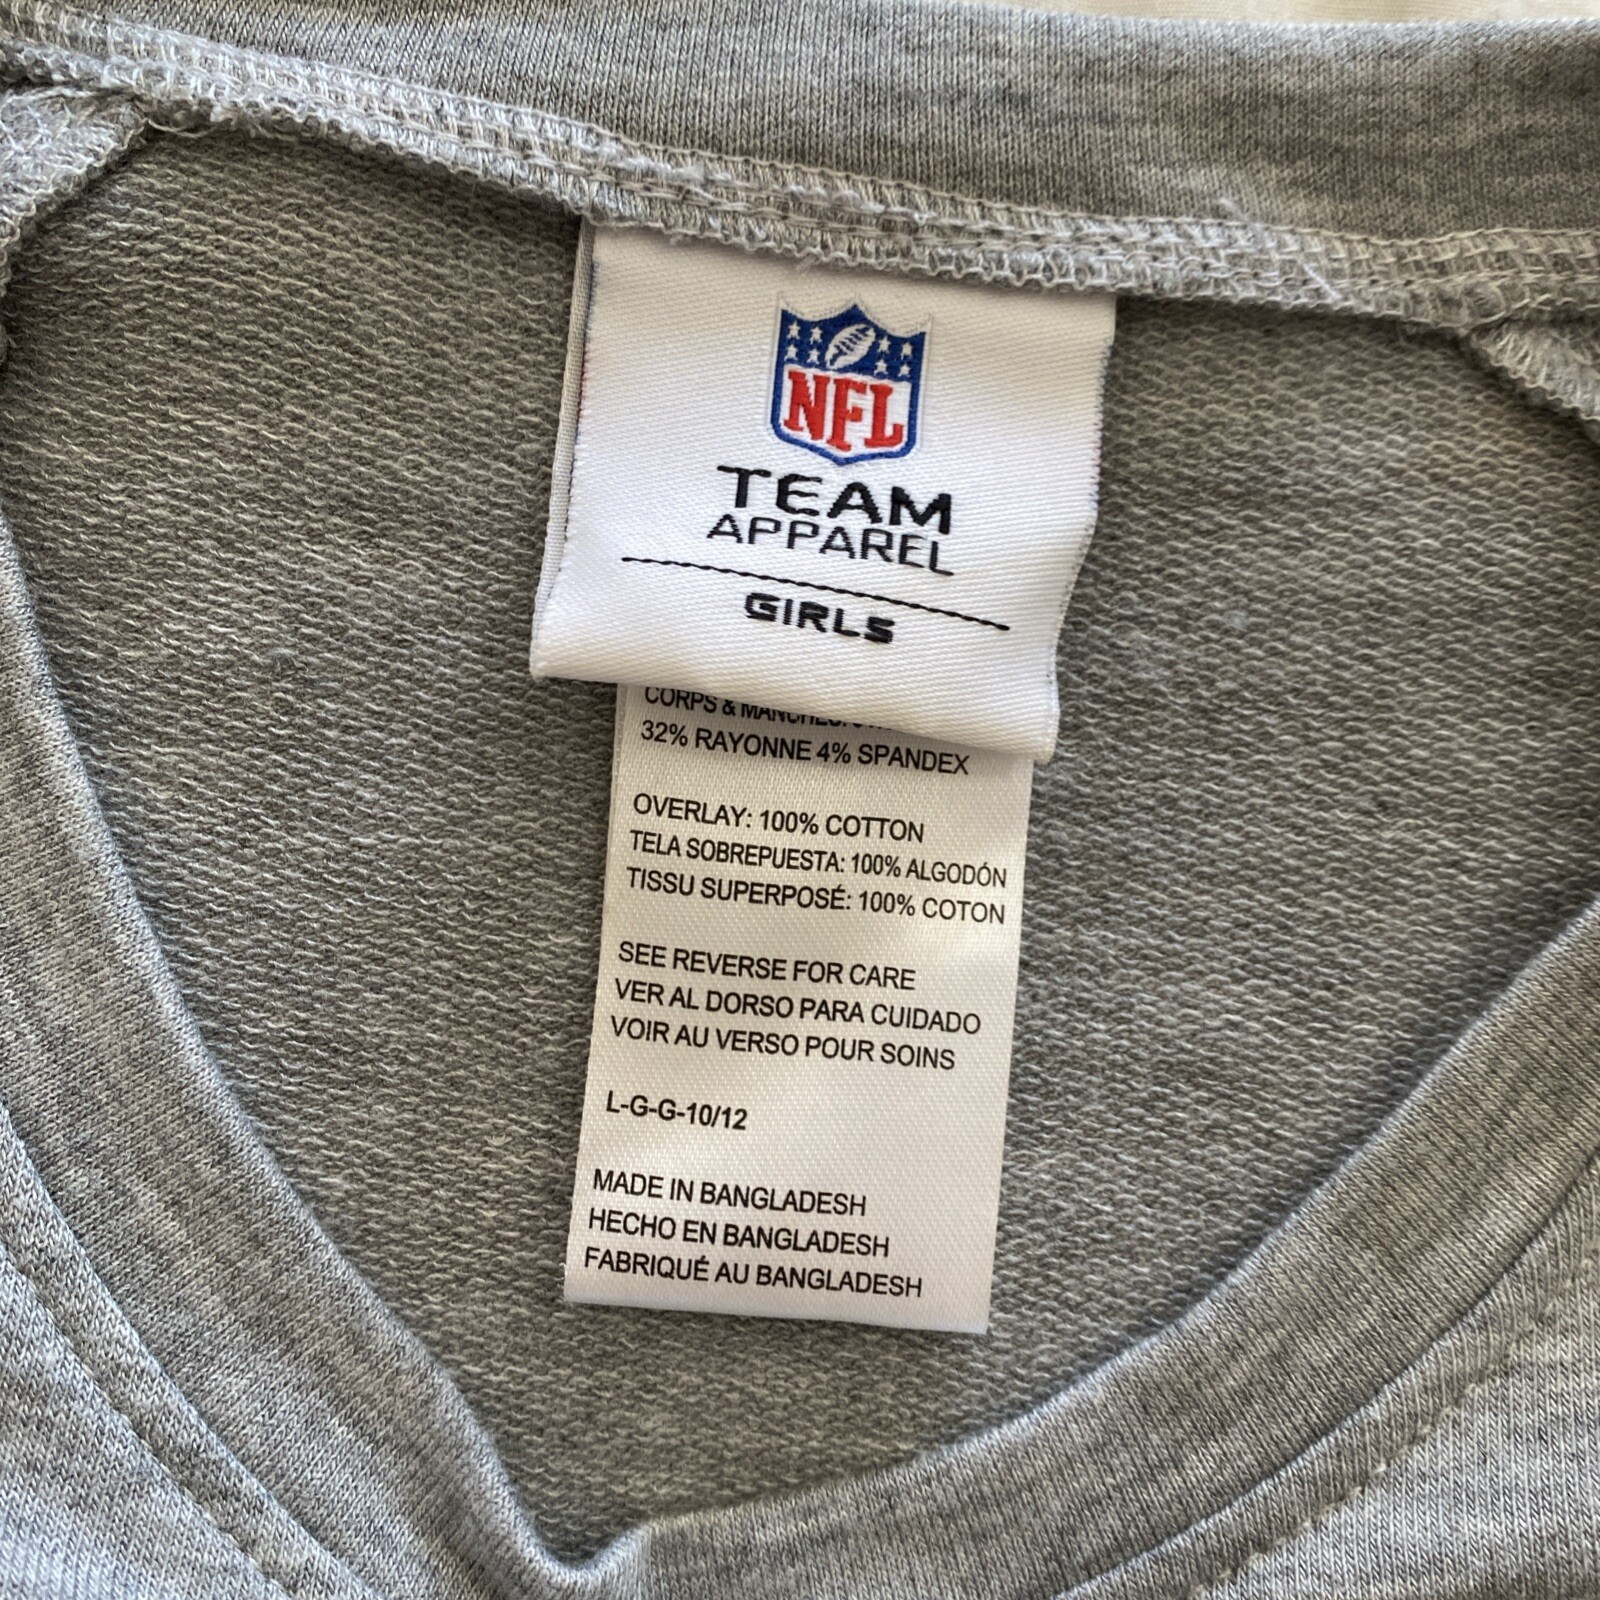 NFL
TEAM
APPAREL
GIRLS
CORPS & MANCHES:
32% RAYONNE 4% SPANDEX
OVERLAY: 100% COTTON
TELA SOBREPUESTA: 100% ALGODÓN
TISSU SUPERPOSÉ: 100% COTON
SEE REVERSE FOR CARE
VER AL DORSO PARA CUIDADO
VOIR AU VERSO POUR SOINS
L-G-G-10/12
MADE IN BANGLADESH
HECHO EN BANGLADESH
FABRIQUÉ AU BANGLADESH